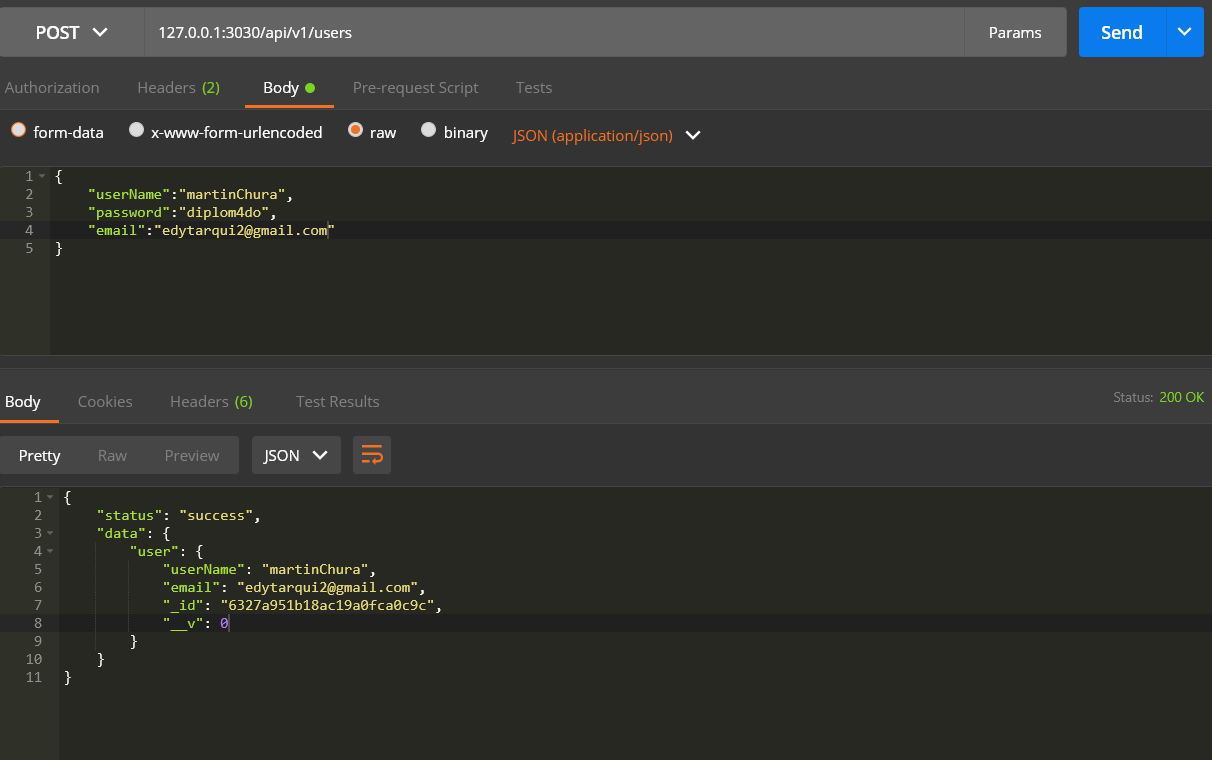 POST 127.0.0.1:3030/api/v1/users Params Send
Authorization Headers (2) Body Pre-request Script Tests
form-data x-www-form-urlencoded raw binary JSON (application/json)
1 {
2 "userName":"martinChura",
3 "password":"diplom4do",
4 "email":"edytarqui2@gmail.com"
5 }
Body Cookies Headers (6) Test Results Status: 200 OK
Pretty Raw Preview JSON
1 {
2 "status": "success",
3 "data": {
4 "user": {
5 "userName": "martinChura",
6 "email": "edytarqui2@gmail.com",
7 "_id": "6327a951b18ac19a0fca0c9c",
8 "__v": 0
9 }
10 }
11 }